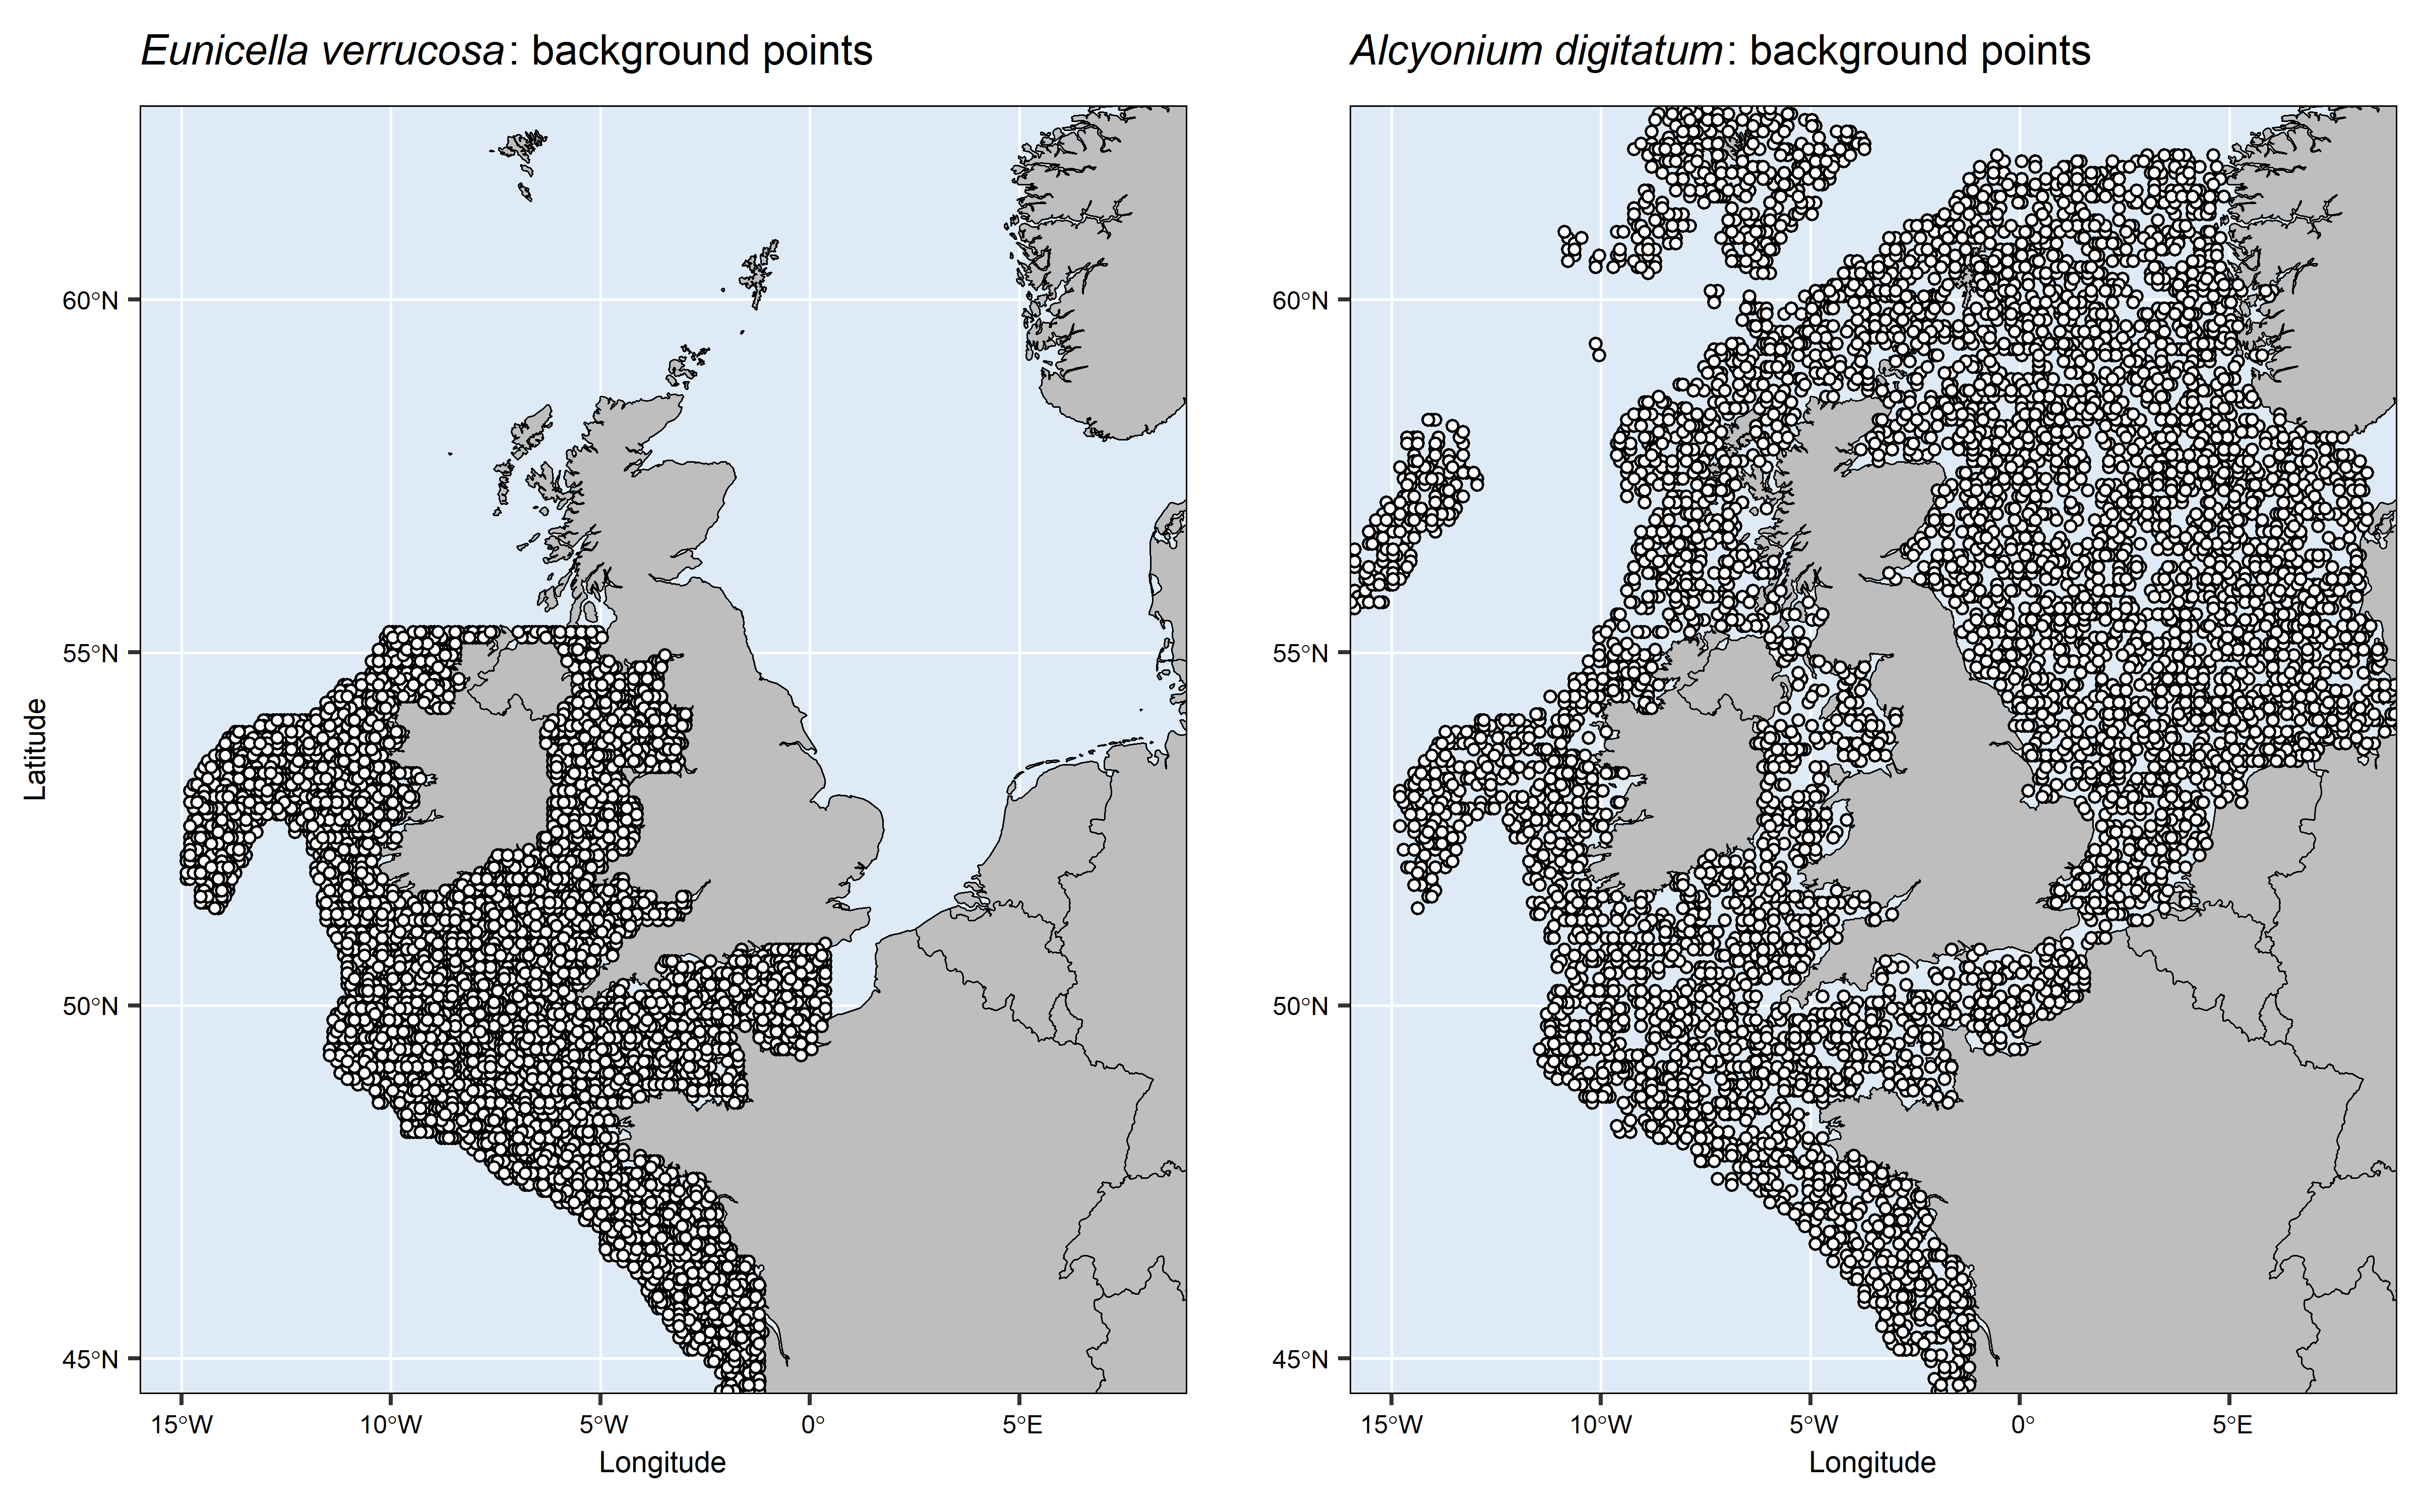 Eunicella verrucosa: background points
Alcyonium digitatum: background points
Latitude
60°N
55°N
50°N
45°N
15°W 10°W 5°W 0° 5°E
Longitude
60°N
55°N
50°N
45°N
15°W 10°W 5°W 0° 5°E
Longitude